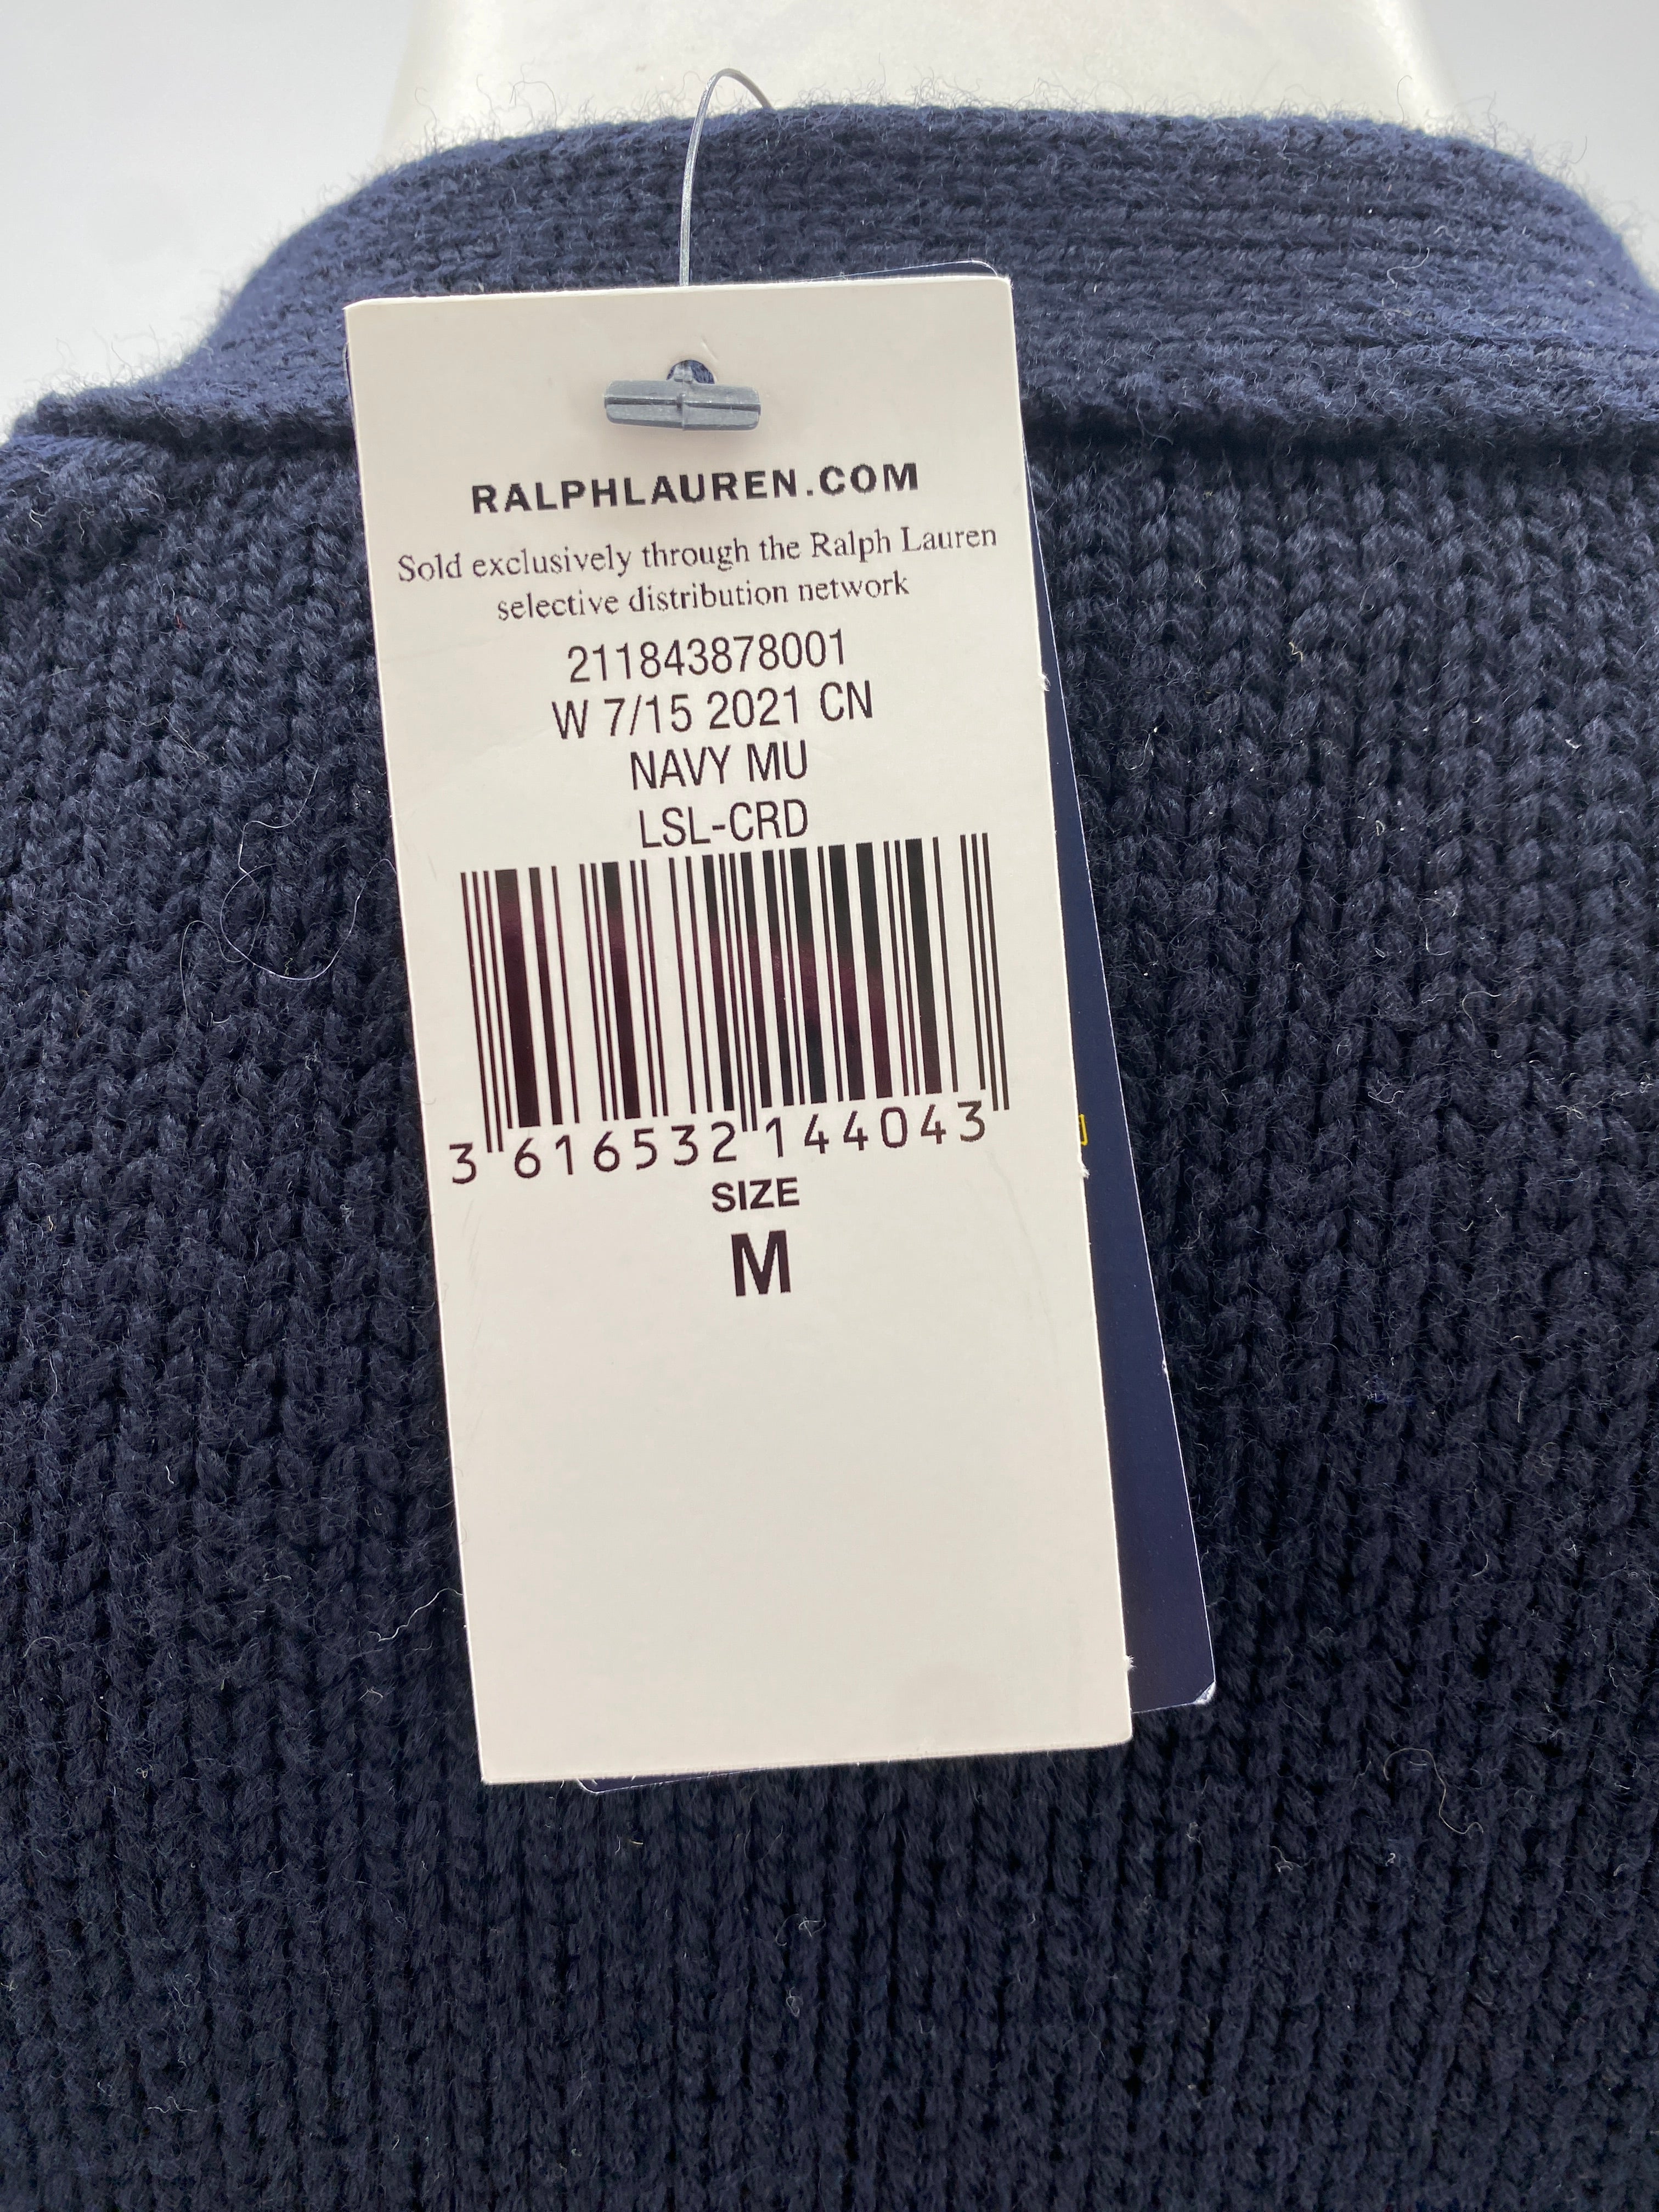 RALPHLAUREN.COM
Sold exclusively through the Ralph Lauren
selective distribution network
211843878001
W 7/15 2021 CN
NAVY MU
LSL-CRD
3 616532 144043
SIZE
M